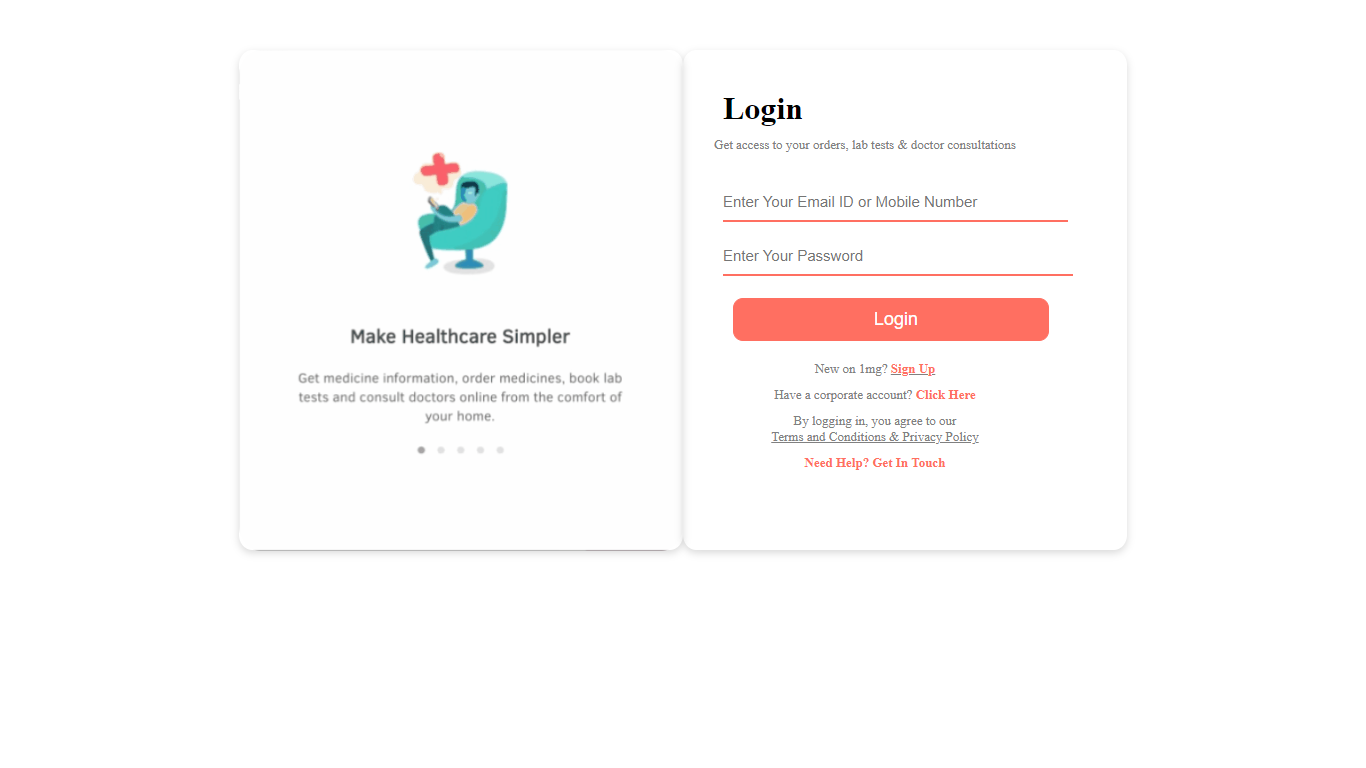 Make Healthcare Simpler
Get medicine information, order medicines, book lab
tests and consult doctors online from the comfort of
your home.
Login
Get access to your orders, lab tests & doctor consultations
Enter Your Email ID or Mobile Number
Enter Your Password
Login
New on 1mg? Sign Up
Have a corporate account? Click Here
By logging in, you agree to our
Terms and Conditions & Privacy Policy
Need Help? Get In Touch